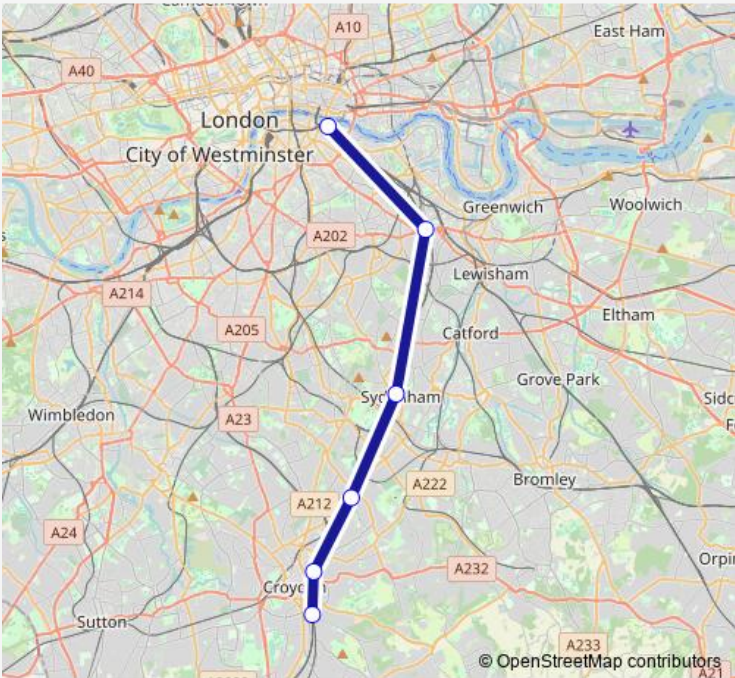 A10
East Ham
A40
London
City of Westminster
Greenwich
Woolwich
A202
Lewisham
A214
Eltham
A205
Catford
Grove Park
Wimbledon
A23
A222
Bromley
A212
A24
A232
Sutton
A233
© OpenStreetMap contributors
A21